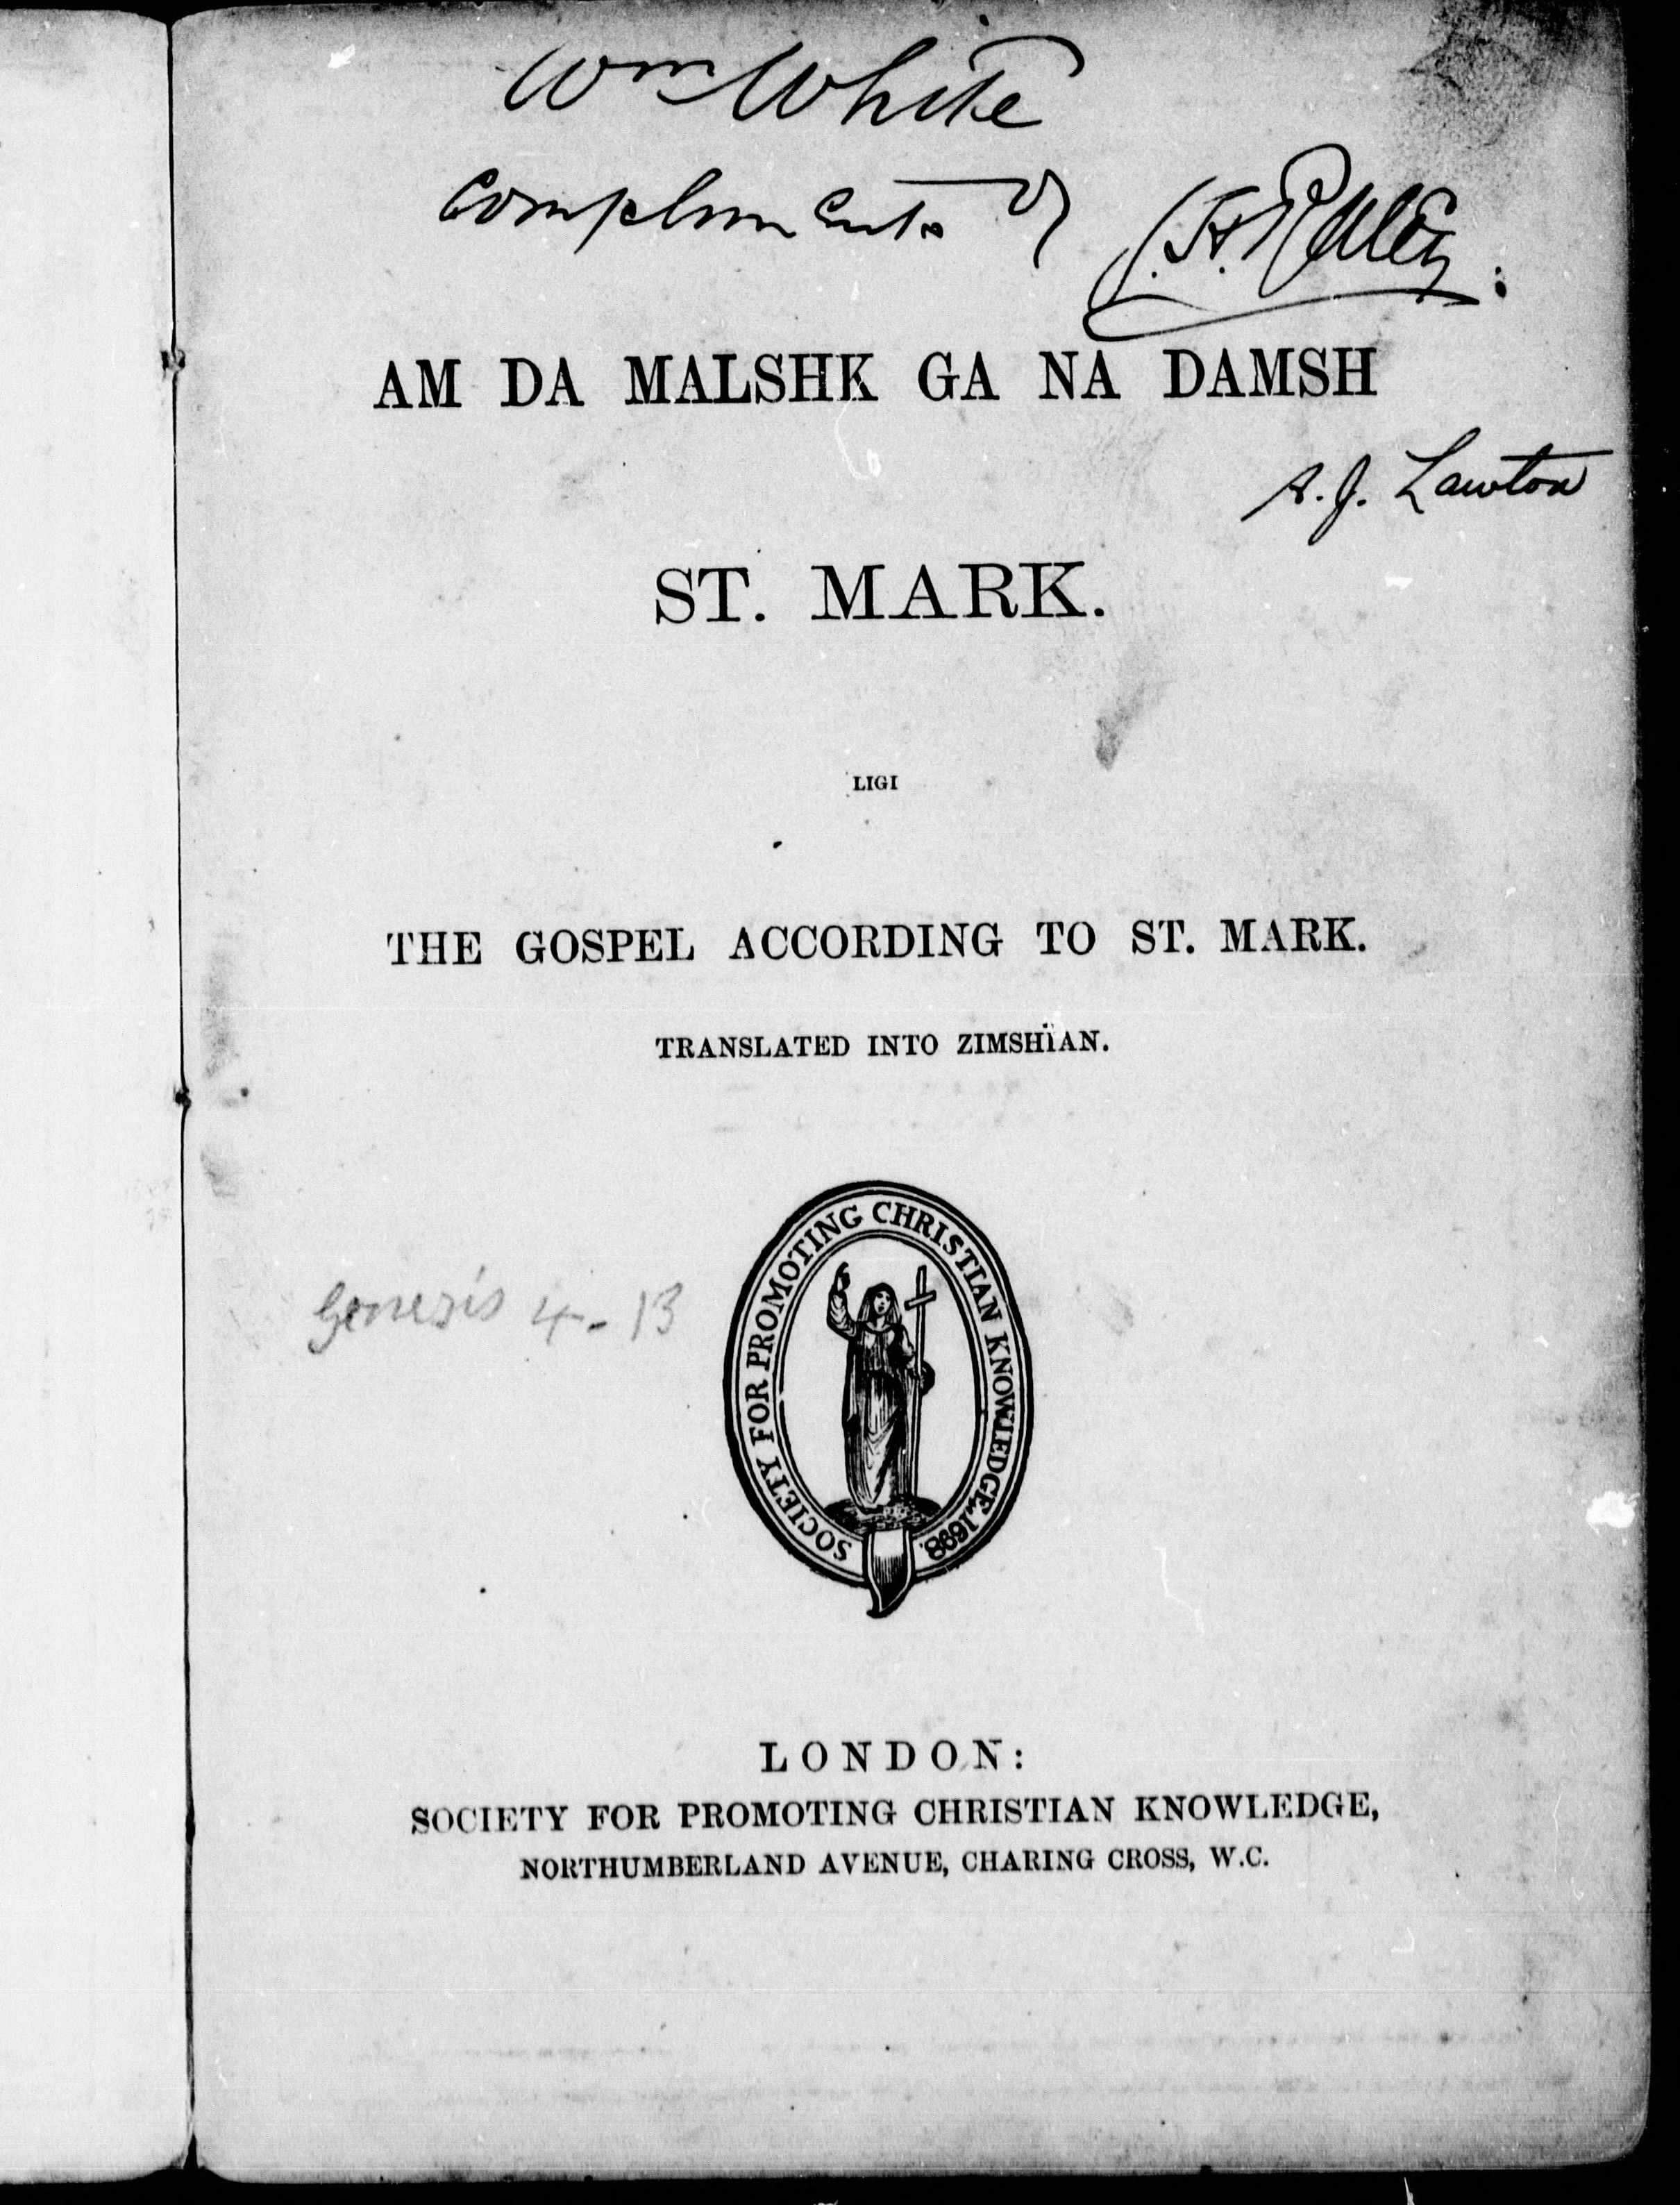 Wm White
Compliments of
AM DA MALSHK GA NA DAMSH
A. J. Lawton
ST. MARK.
LIGI
THE GOSPEL ACCORDING TO ST. MARK.
TRANSLATED INTO ZIMSHÏAN.
SOCIETY FOR PROMOTING CHRISTIAN KNOWLEDGE, 1698.
Genesis 4-13
LONDON:
SOCIETY FOR PROMOTING CHRISTIAN KNOWLEDGE,
NORTHUMBERLAND AVENUE, CHARING CROSS, W.C.